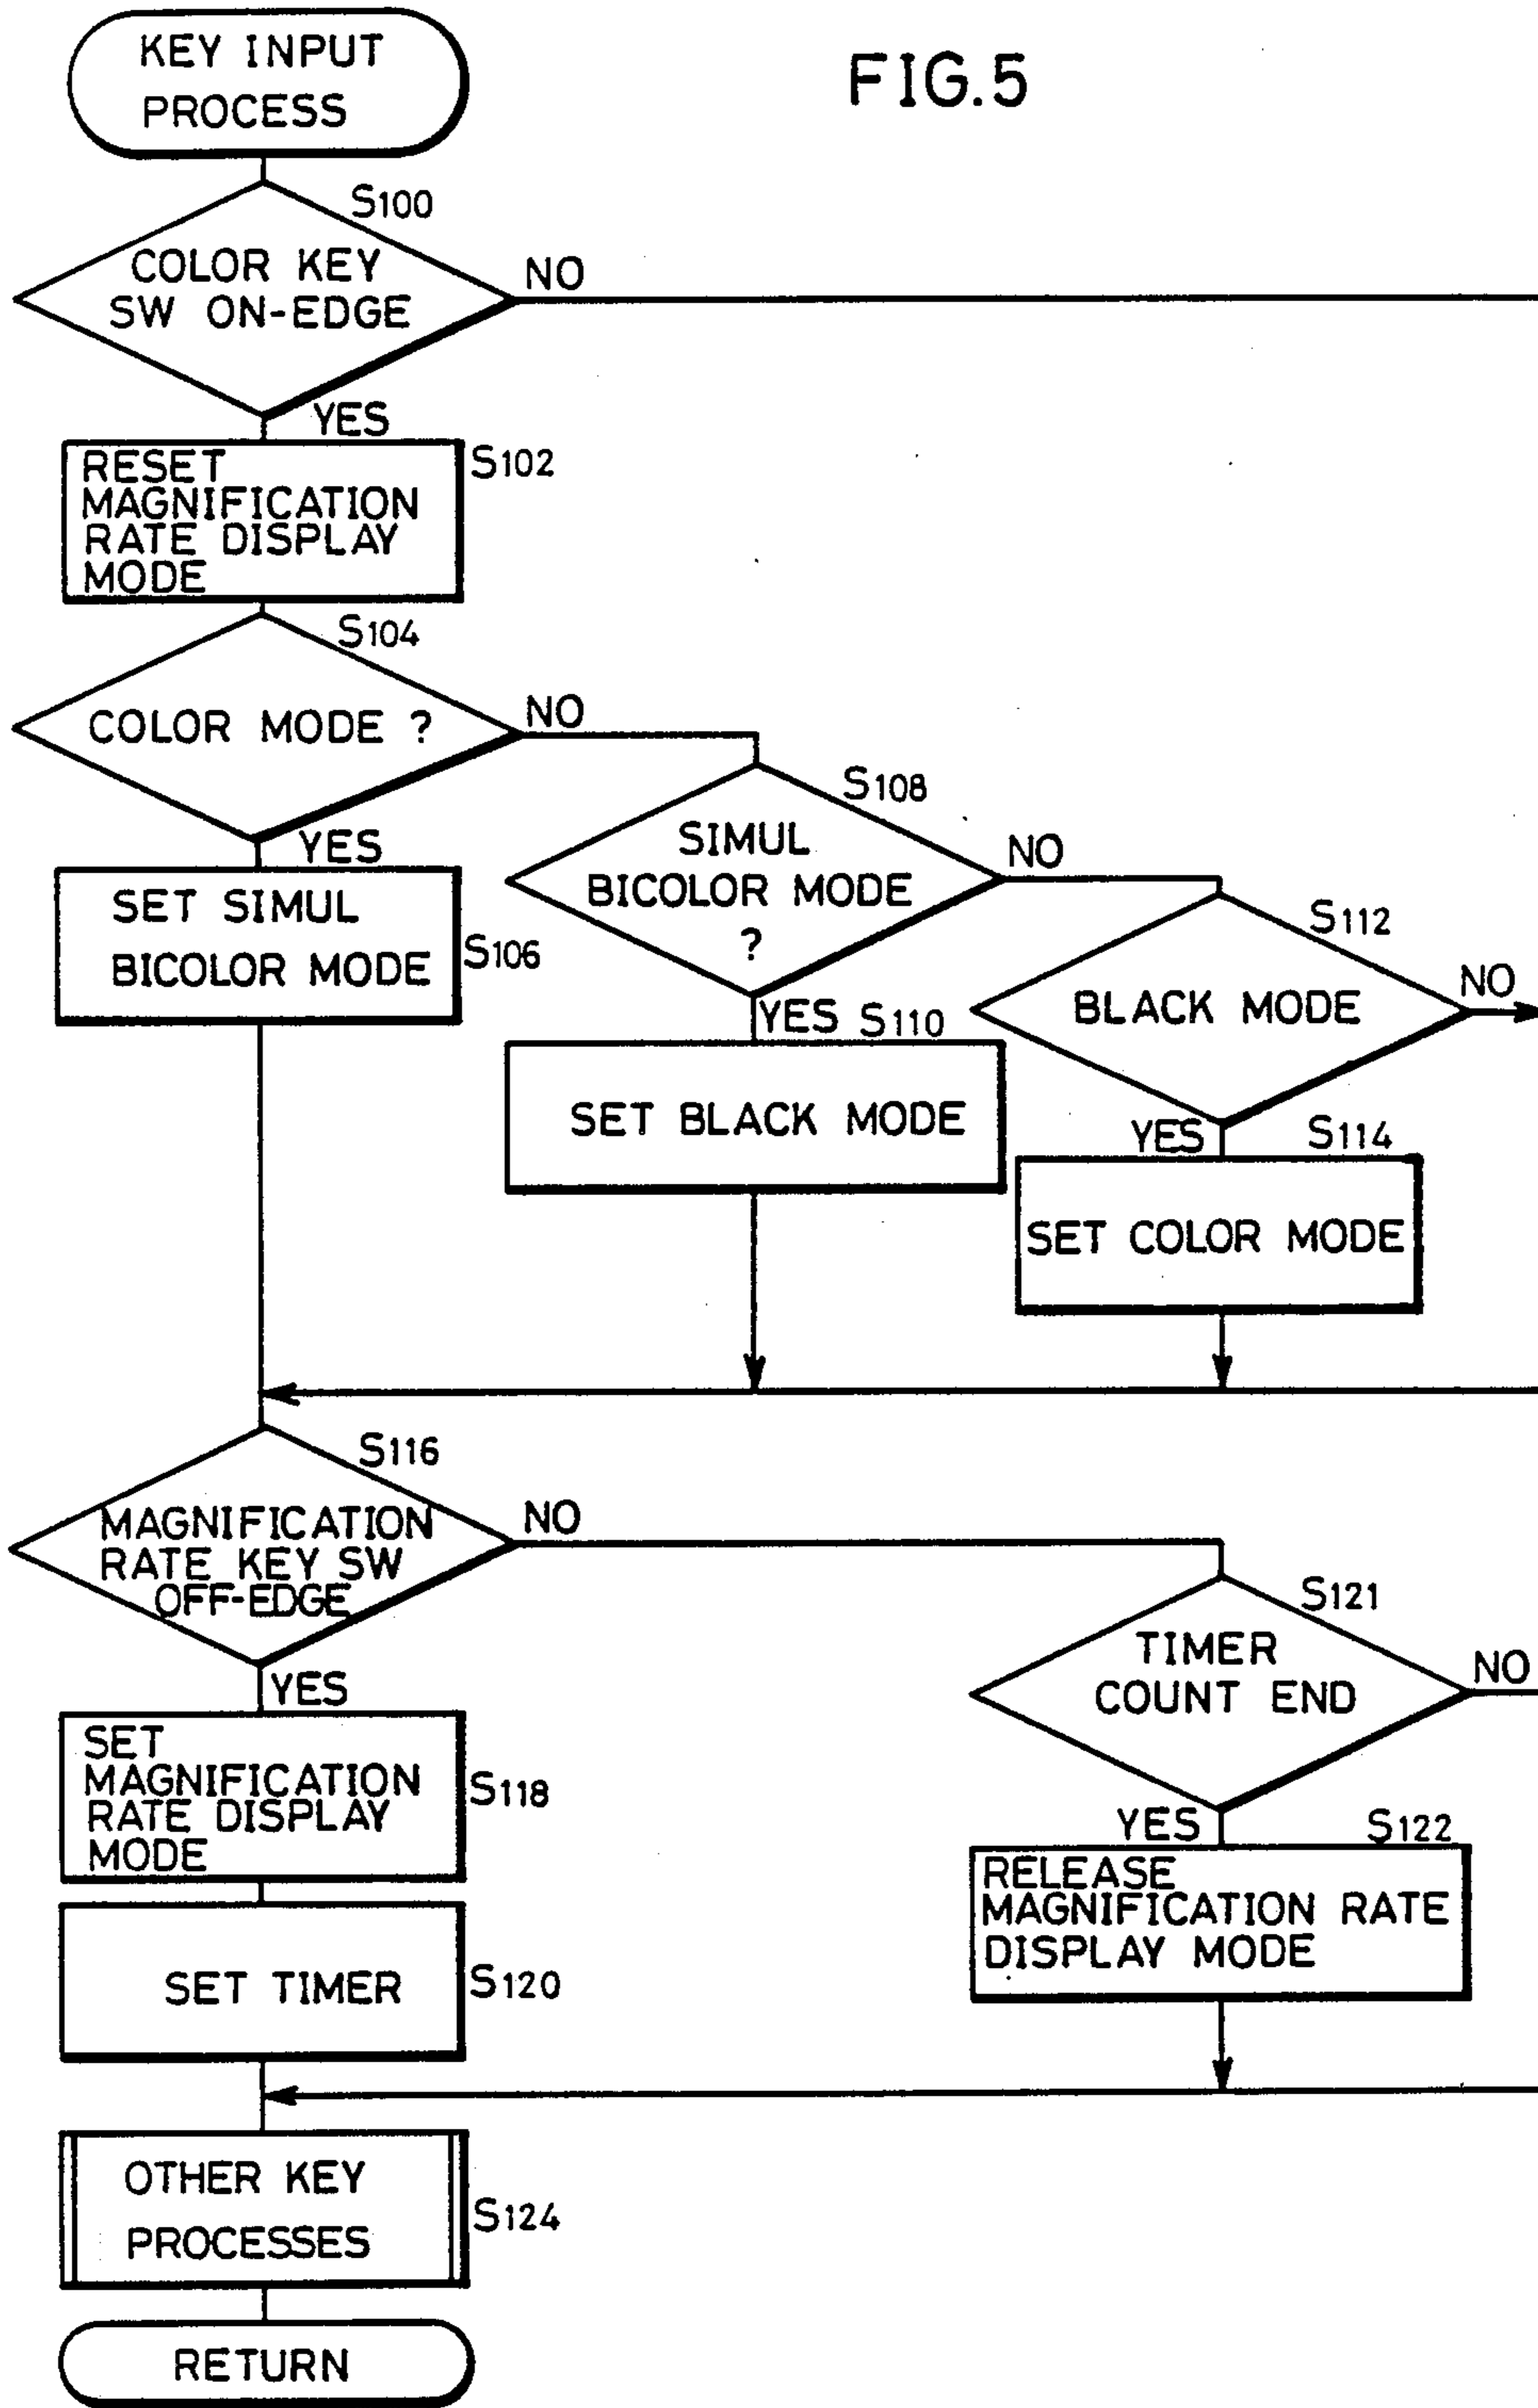 FIG.5
KEY INPUT
PROCESS
S100
COLOR KEY
SW ON-EDGE
NO
YES
RESET
MAGNIFICATION
RATE DISPLAY
MODE
S102
S104
COLOR MODE ?
NO
YES
SET SIMUL
BICOLOR MODE
S106
S108
SIMUL
BICOLOR MODE
?
NO
YES
S110
SET BLACK MODE
S112
BLACK MODE
NO
YES
S114
SET COLOR MODE
S116
MAGNIFICATION
RATE KEY SW
OFF-EDGE
NO
YES
SET
MAGNIFICATION
RATE DISPLAY
MODE
S118
SET TIMER
S120
S121
TIMER
COUNT END
NO
YES
S122
RELEASE
MAGNIFICATION RATE
DISPLAY MODE
OTHER KEY
PROCESSES
S124
RETURN